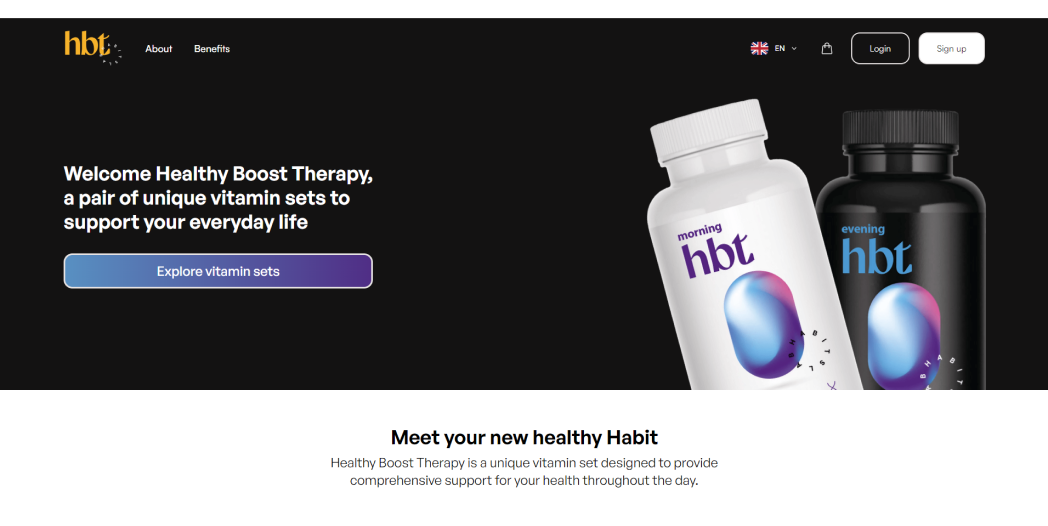 hbt
About
Benefits
EN
Login
Sign up
Welcome Healthy Boost Therapy,
a pair of unique vitamin sets to
support your everyday life
Explore vitamin sets
morning
hbt
HABITSLAB
evening
hbt
HABIT
Meet your new healthy Habit
Healthy Boost Therapy is a unique vitamin set designed to provide
comprehensive support for your health throughout the day.